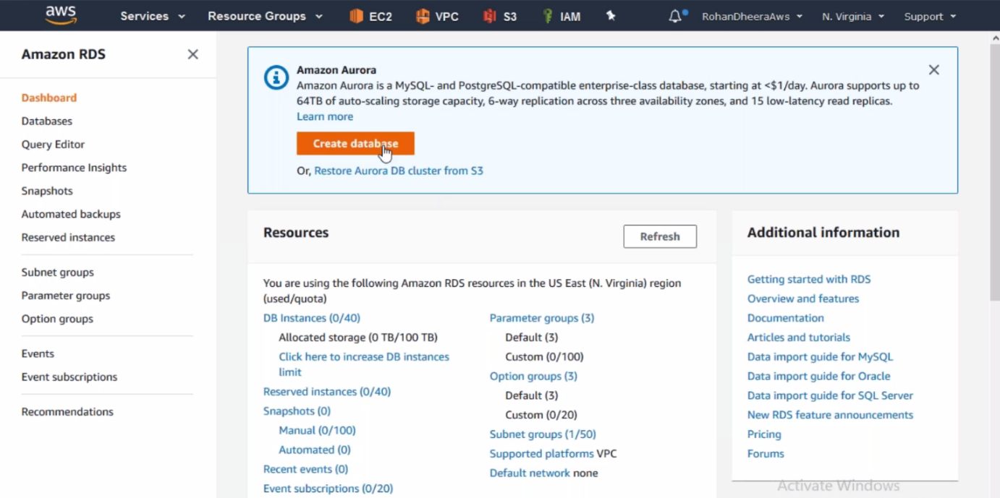 aws Services Resource Groups EC2 VPC S3 IAM RohanDheeraAws N. Virginia Support
Amazon RDS
Dashboard
Databases
Query Editor
Performance Insights
Snapshots
Automated backups
Reserved instances
Subnet groups
Parameter groups
Option groups
Events
Event subscriptions
Recommendations
Amazon Aurora
Amazon Aurora is a MySQL- and PostgreSQL-compatible enterprise-class database, starting at <$1/day. Aurora supports up to
64TB of auto-scaling storage capacity, 6-way replication across three availability zones, and 15 low-latency read replicas.
Learn more
Create database
Or, Restore Aurora DB cluster from S3
Resources
Refresh
You are using the following Amazon RDS resources in the US East (N. Virginia) region
(used/quota)
DB Instances (0/40)
Allocated storage (0 TB/100 TB)
Click here to increase DB instances
limit
Reserved instances (0/40)
Snapshots (0)
Manual (0/100)
Automated (0)
Recent events (0)
Event subscriptions (0/20)
Parameter groups (3)
Default (3)
Custom (0/100)
Option groups (3)
Default (3)
Custom (0/20)
Subnet groups (1/50)
Supported platforms VPC
Default network none
Additional information
Getting started with RDS
Overview and features
Documentation
Articles and tutorials
Data import guide for MySQL
Data import guide for Oracle
Data import guide for SQL Server
New RDS feature announcements
Pricing
Forums
Activate Windows